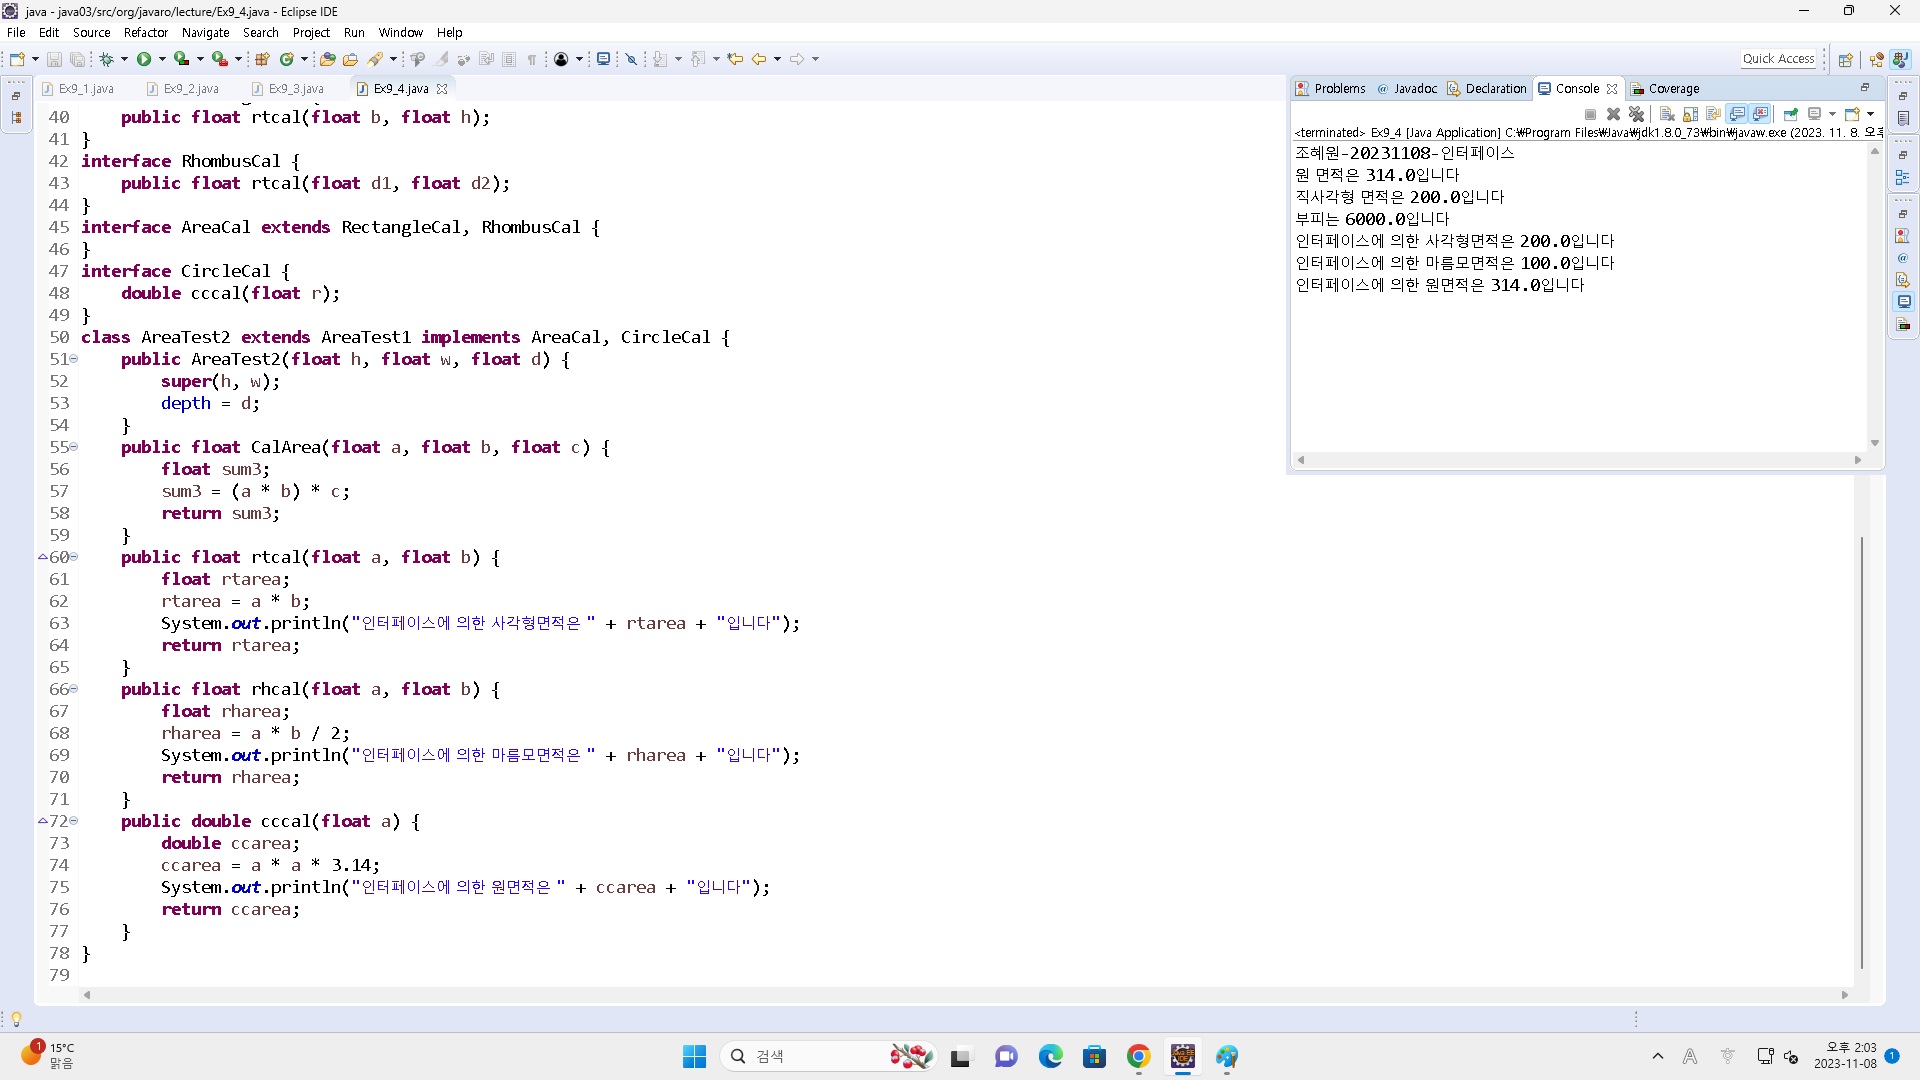 java - java03/src/org/javaro/lecture/Ex9_4.java - Eclipse IDE
File Edit Source Refactor Navigate Search Project Run Window Help
Quick Access
Ex9_1.java Ex9_2.java Ex9_3.java Ex9_4.java
40 public float rtcal(float b, float h);
41 }
42 interface RhombusCal {
43 public float rtcal(float d1, float d2);
44 }
45 interface AreaCal extends RectangleCal, RhombusCal {
46 }
47 interface CircleCal {
48 double cccal(float r);
49 }
50 class AreaTest2 extends AreaTest1 implements AreaCal, CircleCal {
51 public AreaTest2(float h, float w, float d) {
52 super(h, w);
53 depth = d;
54 }
55 public float CalArea(float a, float b, float c) {
56 float sum3;
57 sum3 = (a * b) * c;
58 return sum3;
59 }
60 public float rtcal(float a, float b) {
61 float rtarea;
62 rtarea = a * b;
63 System.out.println("인터페이스에 의한 사각형면적은 " + rtarea + "입니다");
64 return rtarea;
65 }
66 public float rhcal(float a, float b) {
67 float rharea;
68 rharea = a * b / 2;
69 System.out.println("인터페이스에 의한 마름모면적은 " + rharea + "입니다");
70 return rharea;
71 }
72 public double cccal(float a) {
73 double ccarea;
74 ccarea = a * a * 3.14;
75 System.out.println("인터페이스에 의한 원면적은 " + ccarea + "입니다");
76 return ccarea;
77 }
78 }
79
Problems Javadoc Declaration Console Coverage
<terminated> Ex9_4 [Java Application] C:₩Program Files₩Java₩jdk1.8.0_73₩bin₩javaw.exe (2023. 11. 8. 오후
조혜원-20231108-인터페이스
원 면적은 314.0입니다
직사각형 면적은 200.0입니다
부피는 6000.0입니다
인터페이스에 의한 사각형면적은 200.0입니다
인터페이스에 의한 마름모면적은 100.0입니다
인터페이스에 의한 원면적은 314.0입니다
1
15°C
맑음
검색
A
오후 2:03
2023-11-08
1